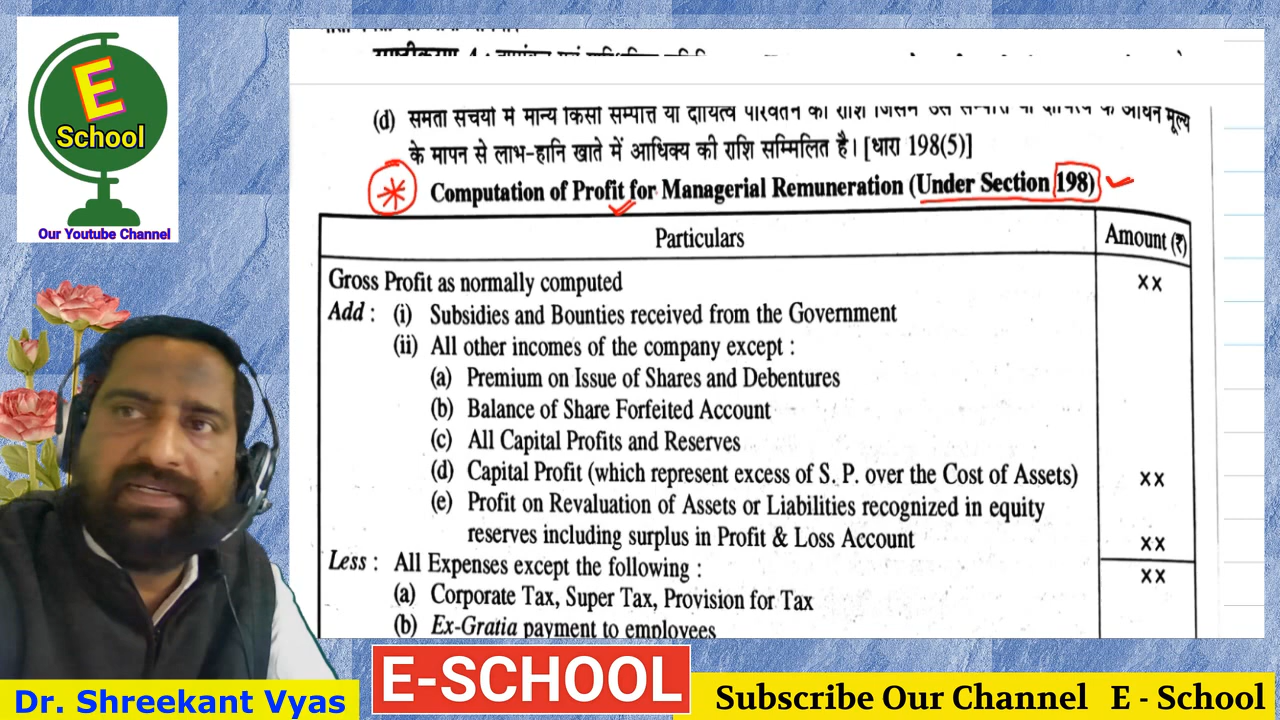 E
School
Our Youtube Channel
(d) समता संचयों में मान्य किसी सम्पत्ति या दायित्व परिवर्तन की राशि जिसमें उस
के मापन से लाभ-हानि खाते में आधिक्य की राशि सम्मिलित है। [धारा 198(5)]
Computation of Profit for Managerial Remuneration (Under Section 198)
Particulars Amount (₹)
Gross Profit as normally computed xx
Add : (i) Subsidies and Bounties received from the Government
(ii) All other incomes of the company except :
(a) Premium on Issue of Shares and Debentures
(b) Balance of Share Forfeited Account
(c) All Capital Profits and Reserves
(d) Capital Profit (which represent excess of S. P. over the Cost of Assets) xx
(e) Profit on Revaluation of Assets or Liabilities recognized in equity
reserves including surplus in Profit & Loss Account xx
Less : All Expenses except the following : xx
(a) Corporate Tax, Super Tax, Provision for Tax
(b) Ex-Gratia payment to employees
Dr. Shreekant Vyas
E-SCHOOL
Subscribe Our Channel E - School